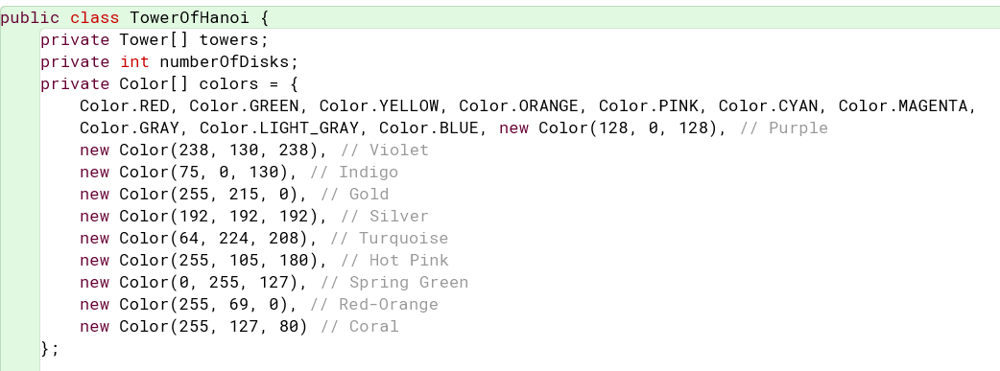 public class TowerOfHanoi {
    private Tower[] towers;
    private int numberOfDisks;
    private Color[] colors = {
        Color.RED, Color.GREEN, Color.YELLOW, Color.ORANGE, Color.PINK, Color.CYAN, Color.MAGENTA,
        Color.GRAY, Color.LIGHT_GRAY, Color.BLUE, new Color(128, 0, 128), // Purple
        new Color(238, 130, 238), // Violet
        new Color(75, 0, 130), // Indigo
        new Color(255, 215, 0), // Gold
        new Color(192, 192, 192), // Silver
        new Color(64, 224, 208), // Turquoise
        new Color(255, 105, 180), // Hot Pink
        new Color(0, 255, 127), // Spring Green
        new Color(255, 69, 0), // Red-Orange
        new Color(255, 127, 80) // Coral
    };